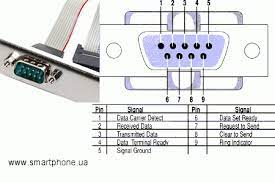 1 2 3 4 5
6 7 8 9
Pin Signal Pin Signal
1 Data Carrier Detect 6 Data Set Ready
2 Received Data 7 Request to Send
3 Transmitted Data 8 Clear to Send
4 Data Terminal Ready 9 Ring Indicator
5 Signal Ground
www.smartphone.ua